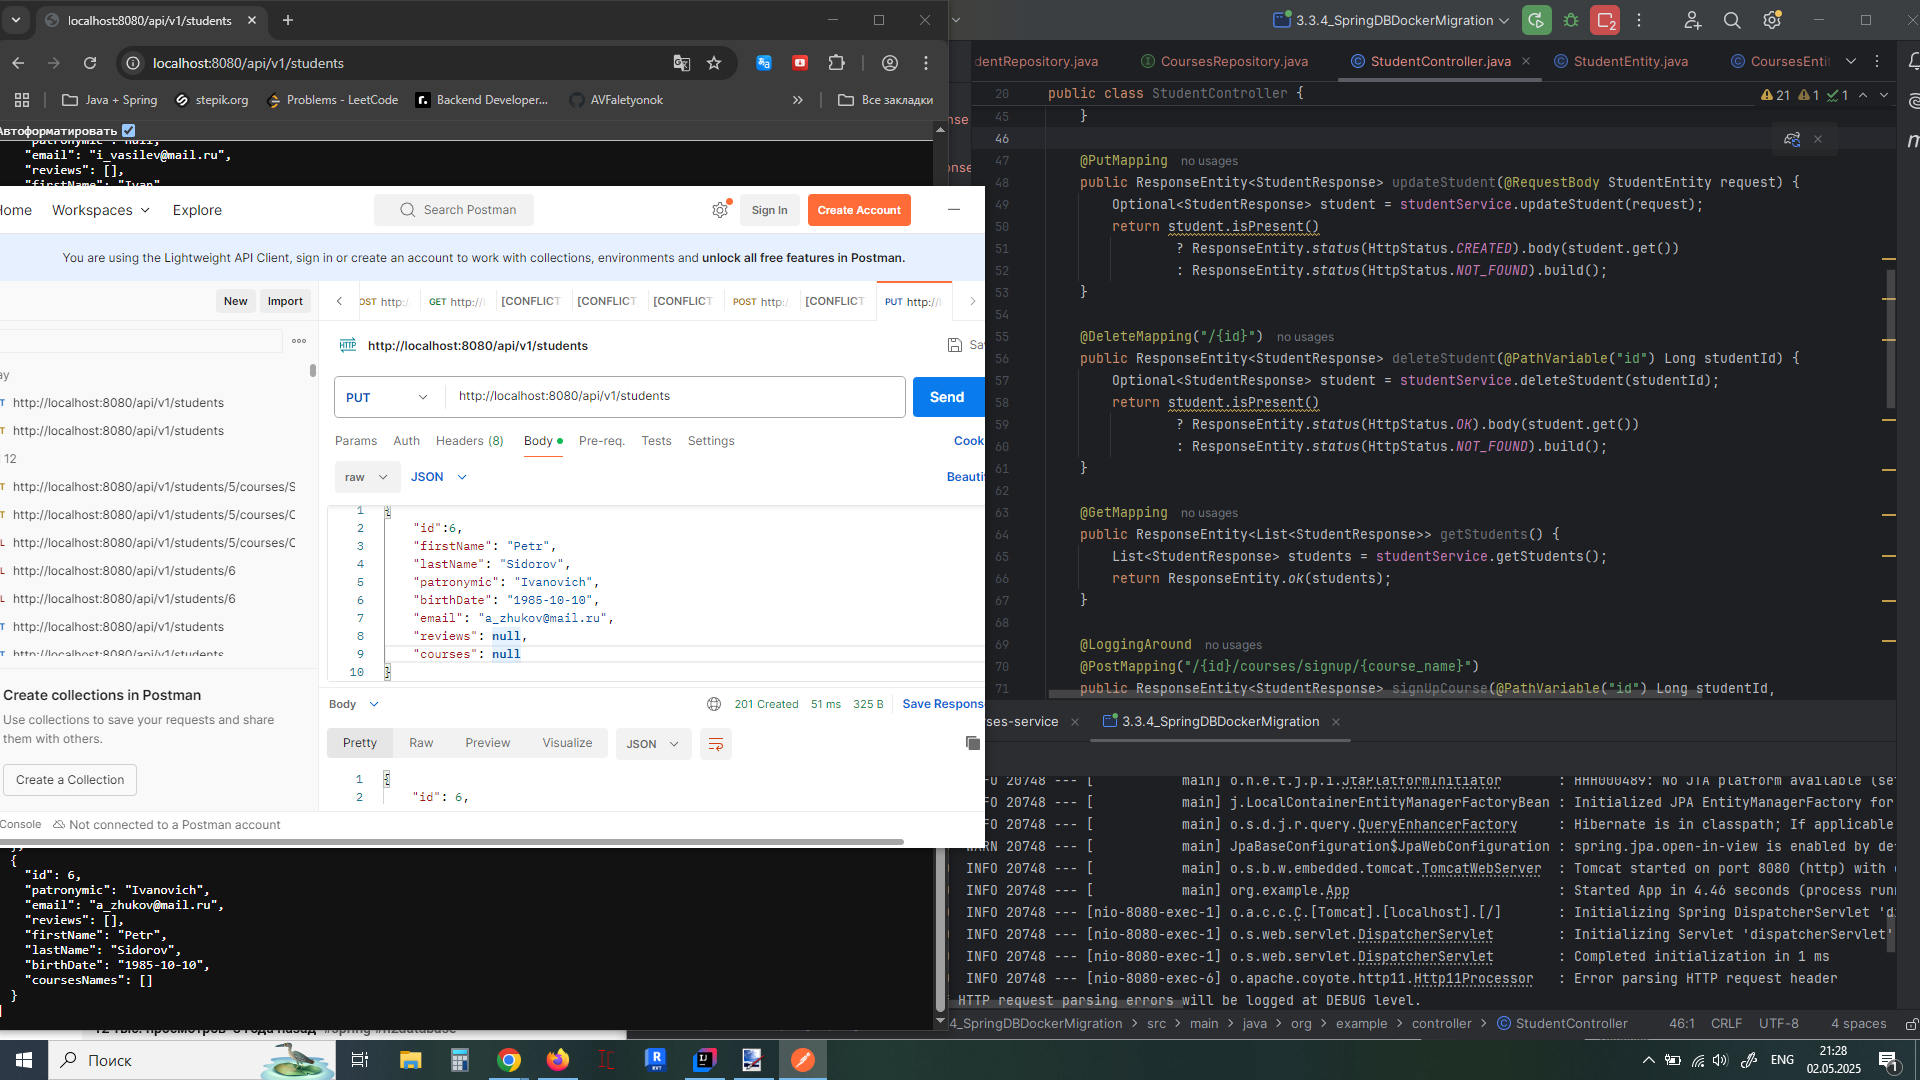 localhost:8080/api/v1/students
localhost:8080/api/v1/students
Java + Spring
stepik.org
Problems - LeetCode
Backend Developer...
AVFaletyonok
Все закладки
Автоформатировать
"email": "i_vasilev@mail.ru",
"reviews": [],
"firstName": "Ivan"
Home
Workspaces
Explore
Search Postman
Sign In
Create Account
You are using the Lightweight API Client, sign in or create an account to work with collections, environments and unlock all free features in Postman.
New
Import
OST http:/
GET http://
[CONFLICT
[CONFLICT
[CONFLICT
POST http:/
[CONFLICT
PUT http://
http://localhost:8080/api/v1/students
PUT
http://localhost:8080/api/v1/students
Send
Params
Auth
Headers (8)
Body
Pre-req.
Tests
Settings
Cook
raw
JSON
Beauti
ay
T http://localhost:8080/api/v1/students
T http://localhost:8080/api/v1/students
12
T http://localhost:8080/api/v1/students/5/courses/S
T http://localhost:8080/api/v1/students/5/courses/C
L http://localhost:8080/api/v1/students/5/courses/C
L http://localhost:8080/api/v1/students/6
L http://localhost:8080/api/v1/students/6
T http://localhost:8080/api/v1/students
T http://localhost:8080/api/v1/students
Create collections in Postman
Use collections to save your requests and share
them with others.
Create a Collection
1 {
2 "id":6,
3 "firstName": "Petr",
4 "lastName": "Sidorov",
5 "patronymic": "Ivanovich",
6 "birthDate": "1985-10-10",
7 "email": "a_zhukov@mail.ru",
8 "reviews": null,
9 "courses": null
10 }
Body
201 Created
51 ms
325 B
Save Respons
Pretty
Raw
Preview
Visualize
JSON
1 {
2 "id": 6,
Console
Not connected to a Postman account
{
"id": 6,
"patronymic": "Ivanovich",
"email": "a_zhukov@mail.ru",
"reviews": [],
"firstName": "Petr",
"lastName": "Sidorov",
"birthDate": "1985-10-10",
"coursesNames": []
}
3.3.4_SpringDBDockerMigration
2
dentRepository.java
CoursesRepository.java
StudentController.java
StudentEntity.java
CoursesEntit
20 public class StudentController {
21
1
1
45 }
46
47 @PutMapping no usages
48 public ResponseEntity<StudentResponse> updateStudent(@RequestBody StudentEntity request) {
49 Optional<StudentResponse> student = studentService.updateStudent(request);
50 return student.isPresent()
51 ? ResponseEntity.status(HttpStatus.CREATED).body(student.get())
52 : ResponseEntity.status(HttpStatus.NOT_FOUND).build();
53 }
54
55 @DeleteMapping("/{id}") no usages
56 public ResponseEntity<StudentResponse> deleteStudent(@PathVariable("id") Long studentId) {
57 Optional<StudentResponse> student = studentService.deleteStudent(studentId);
58 return student.isPresent()
59 ? ResponseEntity.status(HttpStatus.OK).body(student.get())
60 : ResponseEntity.status(HttpStatus.NOT_FOUND).build();
61 }
62
63 @GetMapping no usages
64 public ResponseEntity<List<StudentResponse>> getStudents() {
65 List<StudentResponse> students = studentService.getStudents();
66 return ResponseEntity.ok(students);
67 }
68
69 @LoggingAround no usages
70 @PostMapping("/{id}/courses/signup/{course_name}")
71 public ResponseEntity<StudentResponse> signUpCourse(@PathVariable("id") Long studentId,
ses-service
3.3.4_SpringDBDockerMigration
FO 20748 --- [ main] o.h.e.t.j.p.i.JtaPlatformInitiator : HHH000489: No JTA platform available (se
FO 20748 --- [ main] j.LocalContainerEntityManagerFactoryBean : Initialized JPA EntityManagerFactory for
FO 20748 --- [ main] o.s.d.j.r.query.QueryEnhancerFactory : Hibernate is in classpath; If applicable
WARN 20748 --- [ main] JpaBaseConfiguration$JpaWebConfiguration : spring.jpa.open-in-view is enabled by de
INFO 20748 --- [ main] o.s.b.w.embedded.tomcat.TomcatWebServer : Tomcat started on port 8080 (http) with
INFO 20748 --- [ main] org.example.App : Started App in 4.46 seconds (process runn
INFO 20748 --- [nio-8080-exec-1] o.a.c.c.C.[Tomcat].[localhost].[/] : Initializing Spring DispatcherServlet 'di
INFO 20748 --- [nio-8080-exec-1] o.s.web.servlet.DispatcherServlet : Initializing Servlet 'dispatcherServlet'
INFO 20748 --- [nio-8080-exec-1] o.s.web.servlet.DispatcherServlet : Completed initialization in 1 ms
INFO 20748 --- [nio-8080-exec-6] o.apache.coyote.http11.Http11Processor : Error parsing HTTP request header
HTTP request parsing errors will be logged at DEBUG level.
4_SpringDBDockerMigration > src > main > java > org > example > controller > StudentController
46:1
CRLF
UTF-8
4 spaces
Поиск
ENG
21:28
02.05.2025
1